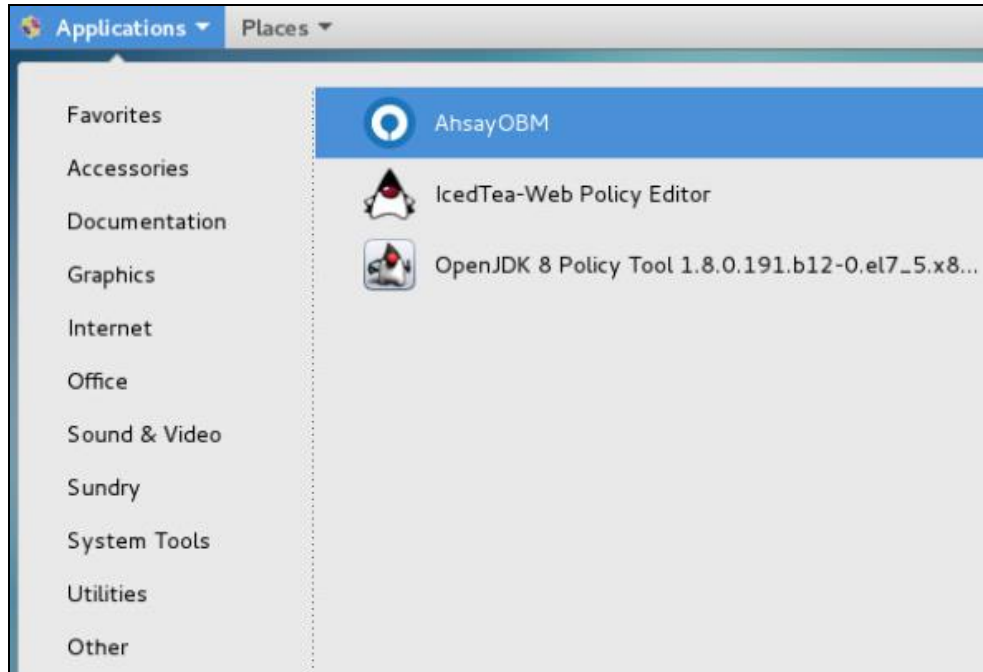 Applications Places
Favorites
Accessories
Documentation
Graphics
Internet
Office
Sound & Video
Sundry
System Tools
Utilities
Other
AhsayOBM
IcedTea-Web Policy Editor
OpenJDK 8 Policy Tool 1.8.0.191.b12-0.el7_5.x8...